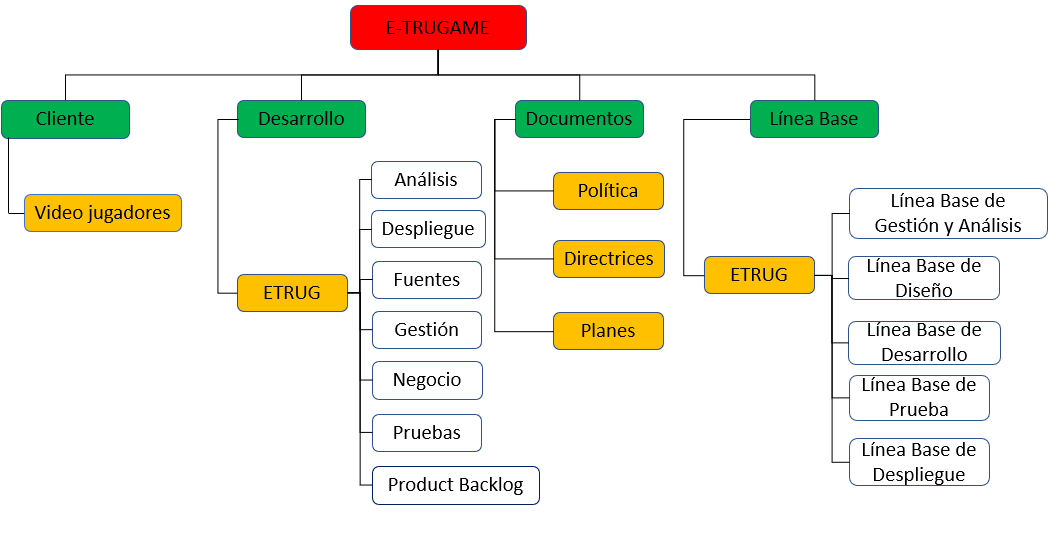 E-TRUGAME
Cliente
Desarrollo
Documentos
Línea Base
Video jugadores
ETRUG
Análisis
Despliegue
Fuentes
Gestión
Negocio
Pruebas
Product Backlog
Política
Directrices
Planes
ETRUG
Línea Base de
Gestión y Análisis
Línea Base de
Diseño
Línea Base de
Desarrollo
Línea Base de
Prueba
Línea Base de
Despliegue